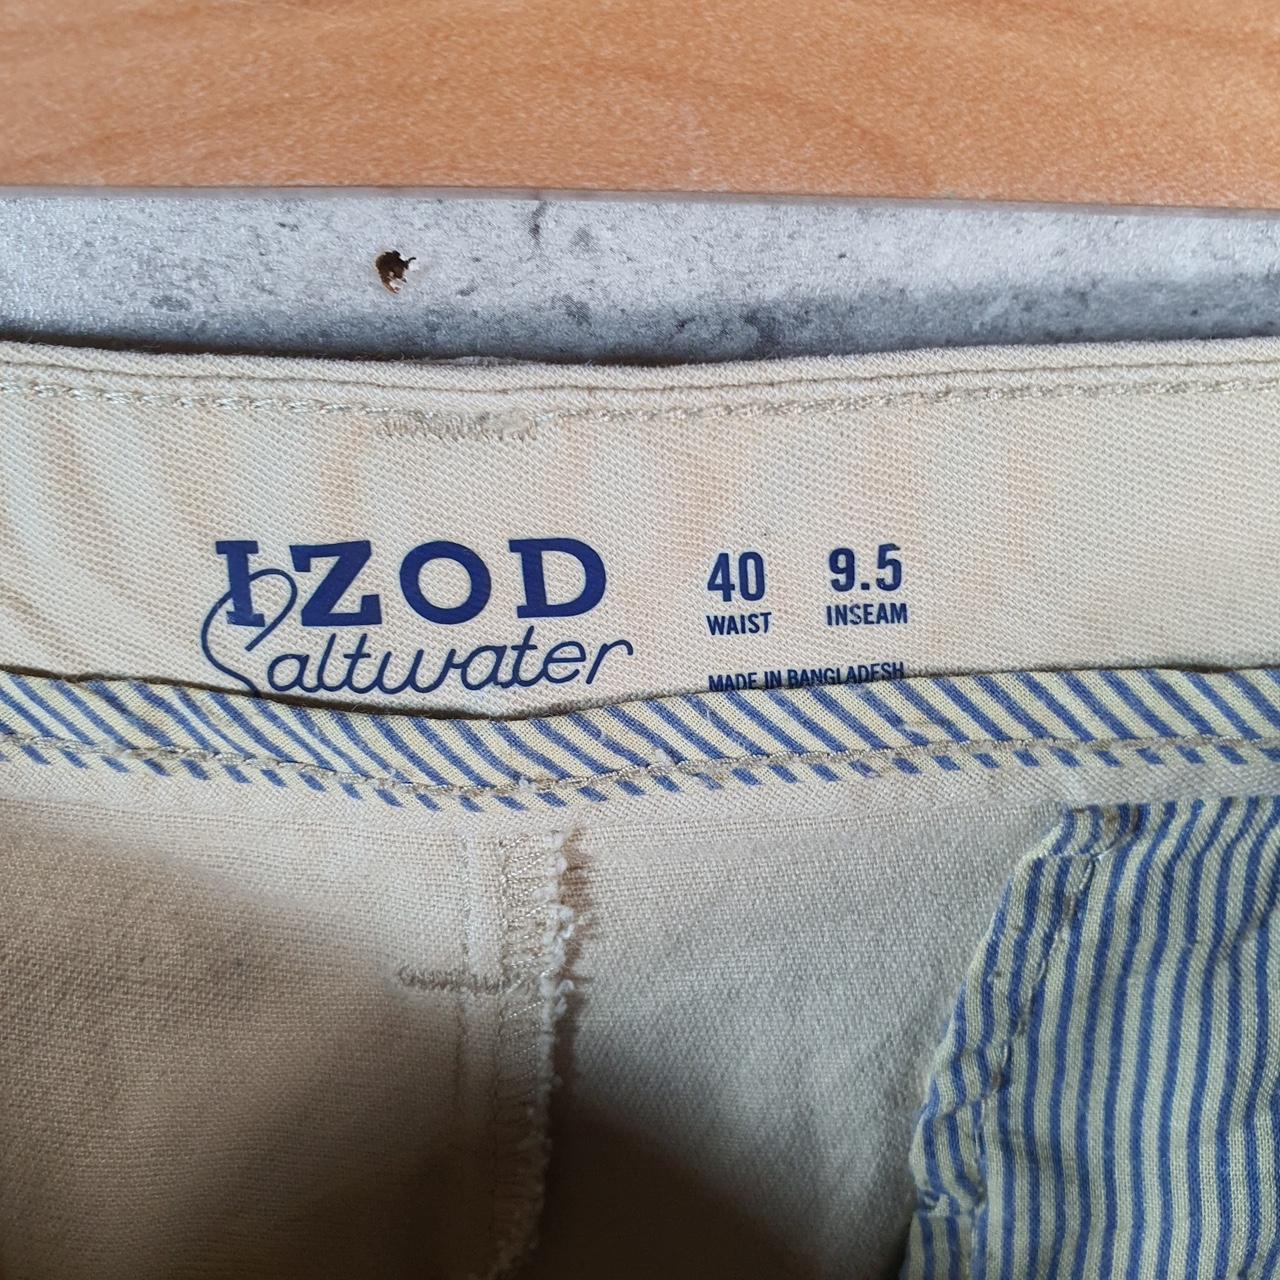 IZOD
Saltwater
40 9.5
WAIST INSEAM
MADE IN BANGLADESH